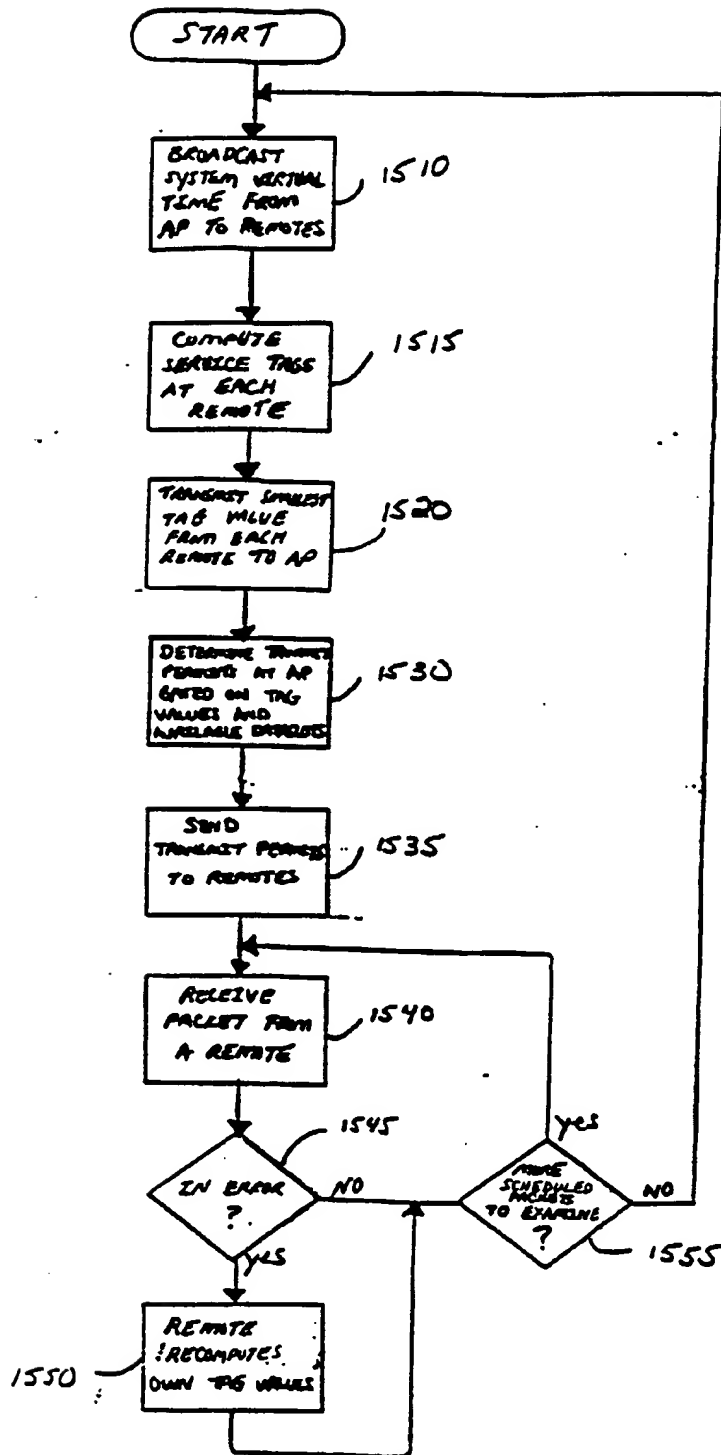 START
BROADCAST
SYSTEM VIRTUAL
TIME FROM
AP TO REMOTES
1510
COMPUTE
SERVICE TAGS
AT EACH
REMOTE
1515
TRANSMIT SMALLEST
TAG VALUE
FROM EACH
REMOTE TO AP
1520
DETERMINE TRANSMIT
PERMITS AT AP
BASED ON TAG
VALUES AND
AVAILABLE DATASLOTS
1530
SEND
TRANSMIT PERMITS
TO REMOTES
1535
RECEIVE
PACKET FROM
A REMOTE
1540
1545
IN ERROR
?
NO
yes
yes
MORE
SCHEDULED
PACKETS
TO EXAMINE
?
NO
1555
REMOTE
RECOMPUTES
OWN TAG VALUES
1550